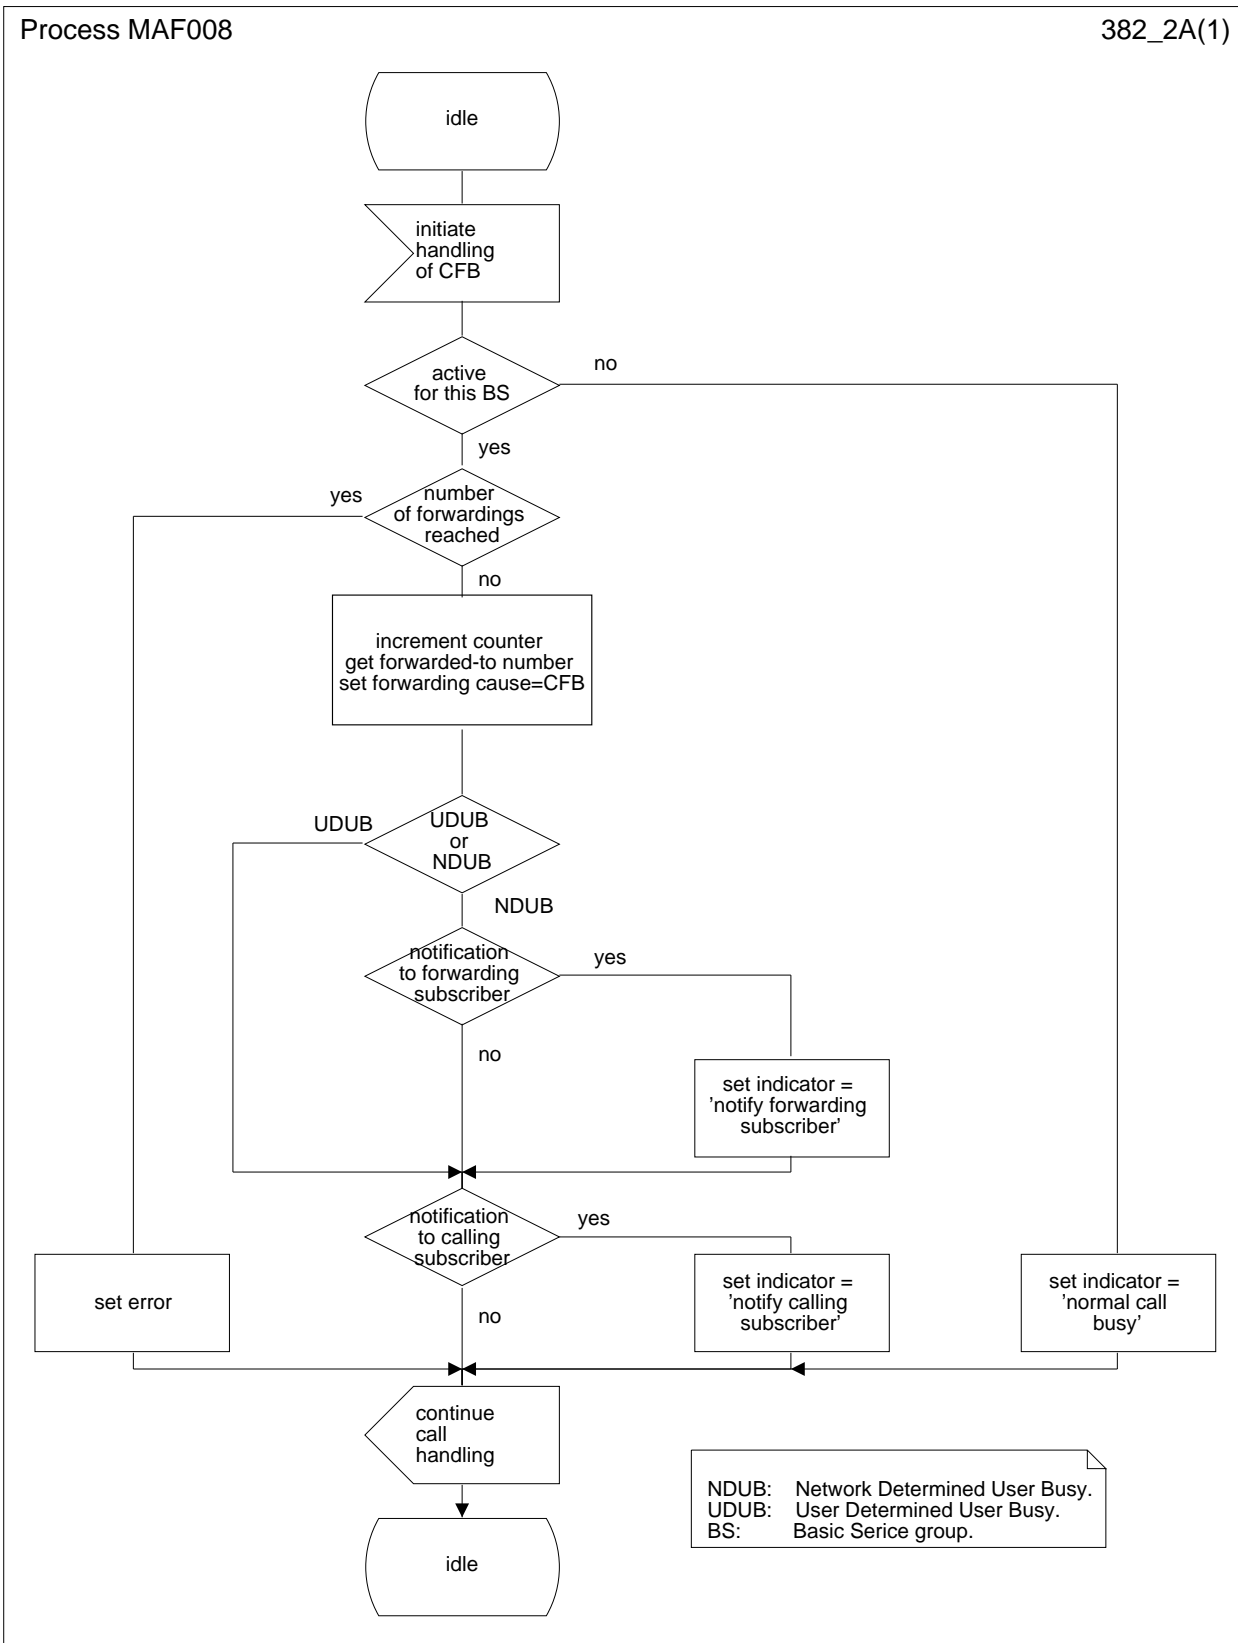 Process MAF008
382_2A(1)
idle
initiate
handling
of CFB
active
for this BS
no
yes
number
of forwardings
reached
yes
no
increment counter
get forwarded-to number
set forwarding cause=CFB
UDUB
or
NDUB
UDUB
NDUB
notification
to forwarding
subscriber
yes
no
set indicator =
’notify forwarding
subscriber’
notification
to calling
subscriber
yes
no
set error
set indicator =
’notify calling
subscriber’
set indicator =
’normal call
busy’
continue
call
handling
NDUB: Network Determined User Busy.
UDUB: User Determined User Busy.
BS: Basic Serice group.
idle